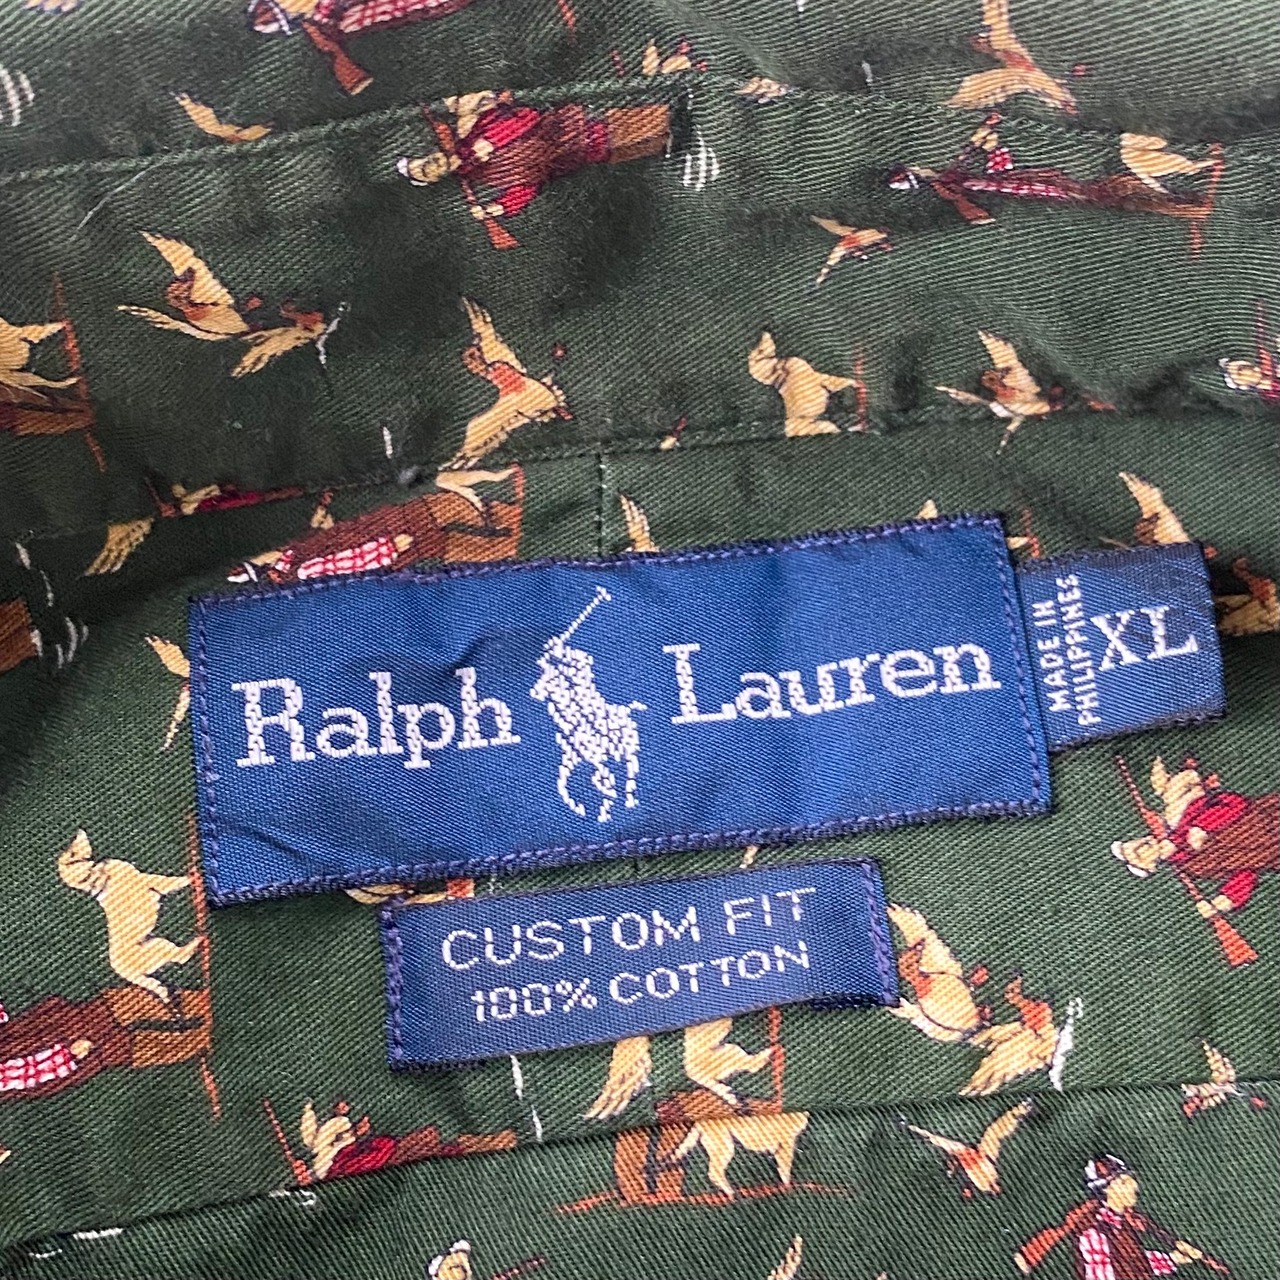 Ralph Lauren
MADE IN
PHILIPPINES
XL
CUSTOM FIT
100% COTTON